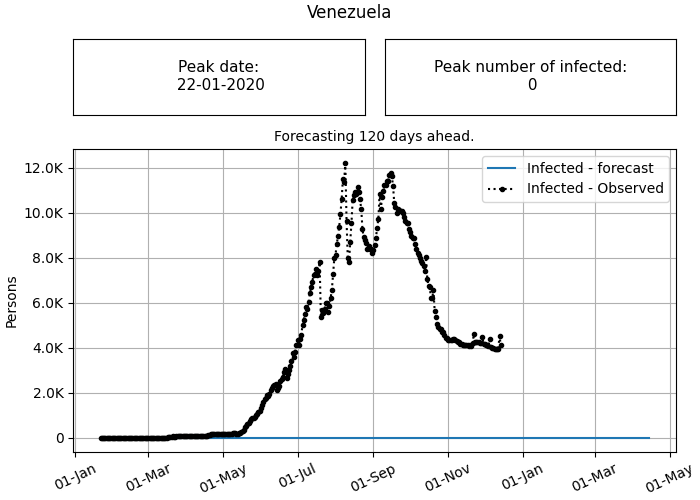 Venezuela
Peak date:
22-01-2020
Peak number of infected:
0
Forecasting 120 days ahead.
Infected - forecast
Infected - Observed
12.0K
10.0K
8.0K
6.0K
4.0K
2.0K
0
Persons
01-Jan
01-Mar
01-May
01-Jul
01-Sep
01-Nov
01-Jan
01-Mar
01-May